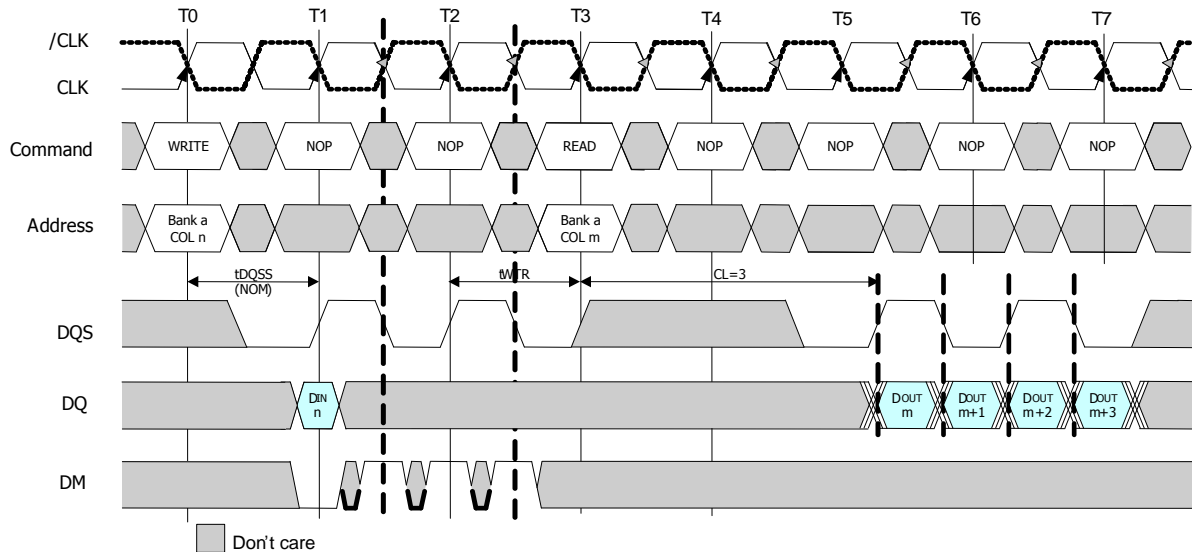 T0 T1 T2 T3 T4 T5 T6 T7
/CLK
CLK
Command WRITE NOP NOP READ NOP NOP NOP NOP
Address Bank a COL n Bank a COL m
tDQSS (NOM) tWTR CL=3
DQS
DQ DIN n DOUT m DOUT m+1 DOUT m+2 DOUT m+3
DM
Don't care